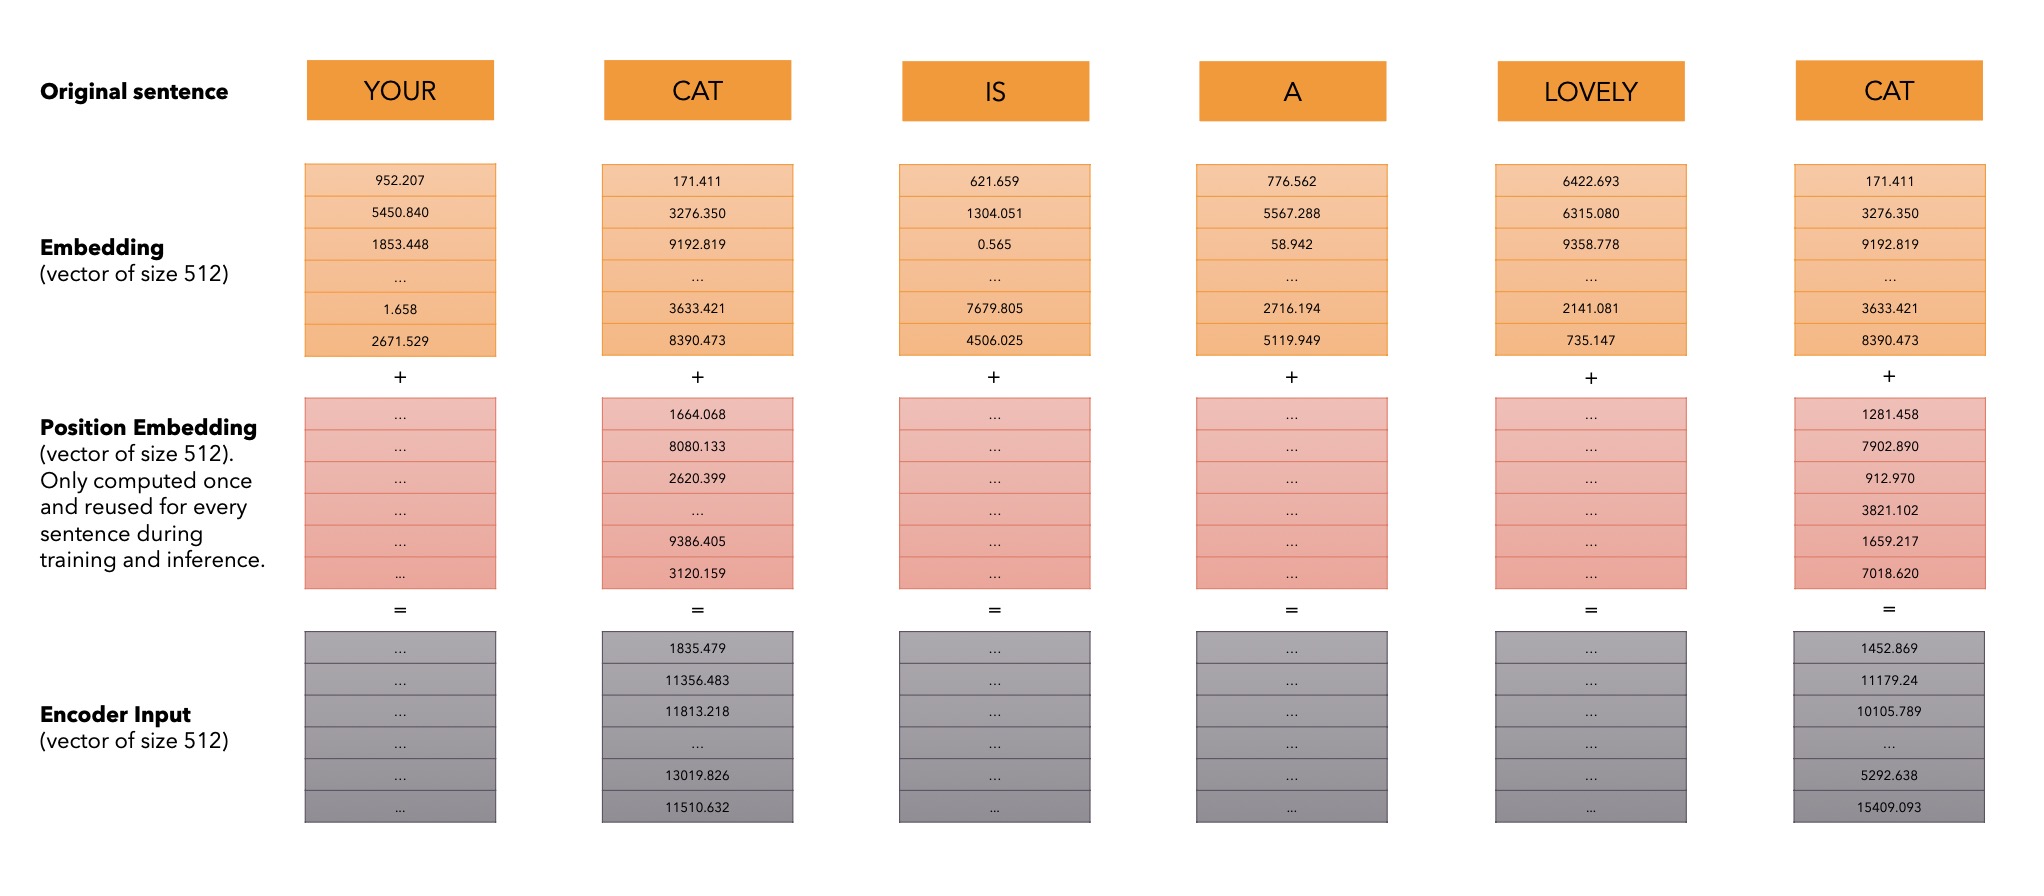 Original sentence YOUR CAT IS A LOVELY CAT
952.207 171.411 621.659 776.562 6422.693 171.411
5450.840 3276.350 1304.051 5567.288 6315.080 3276.350
Embedding 1853.448 9192.819 0.565 58.942 9358.778 9192.819
(vector of size 512) ... ... ... ... ... ...
1.658 3633.421 7679.805 2716.194 2141.081 3633.421
2671.529 8390.473 4506.025 5119.949 735.147 8390.473
+ + + + + +
... 1664.068 ... ... ... 1281.458
Position Embedding ... 8080.133 ... ... ... 7902.890
(vector of size 512). ... 2620.399 ... ... ... 912.970
Only computed once
and reused for every ... ... ... ... ... 3821.102
sentence during ... 9386.405 ... ... ... 1659.217
training and inference. ... 3120.159 ... ... ... 7018.620
= = = = = =
... 1835.479 ... ... ... 1452.869
... 11356.483 ... ... ... 11179.24
Encoder Input ... 11813.218 ... ... ... 10105.789
(vector of size 512) ... ... ... ... ... ...
... 13019.826 ... ... ... 5292.638
... 11510.632 ... ... ... 15409.093